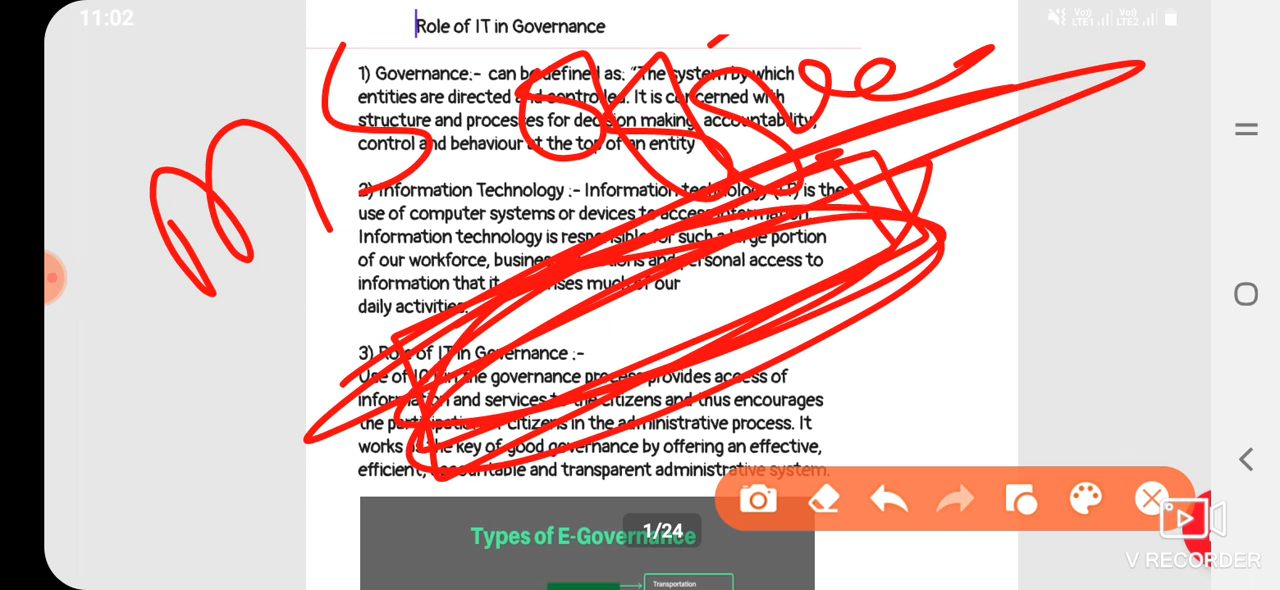 11:02
Vo)) LTE1 Vo)) LTE2
Role of IT in Governance
1) Governance:- can be defined as: "The system by which
entities are directed and controlled. It is concerned with
structure and processes for decision making, accountability,
control and behaviour at the top of an entity
2) Information Technology :- Information technology (IT) is the
use of computer systems or devices to access information.
Information technology is responsible for such a large portion
of our workforce, business and personal access to
information that it much of our
daily activities.
3) Role of IT in Governance :-
Use of in the governance process provides access of
information and services to the citizens and thus encourages
the participation of citizens in the administrative process. It
works as the key of good governance by offering an effective,
efficient, accountable and transparent administrative system.
Types of E-Governance
1/24
Transportation
V RECORDER